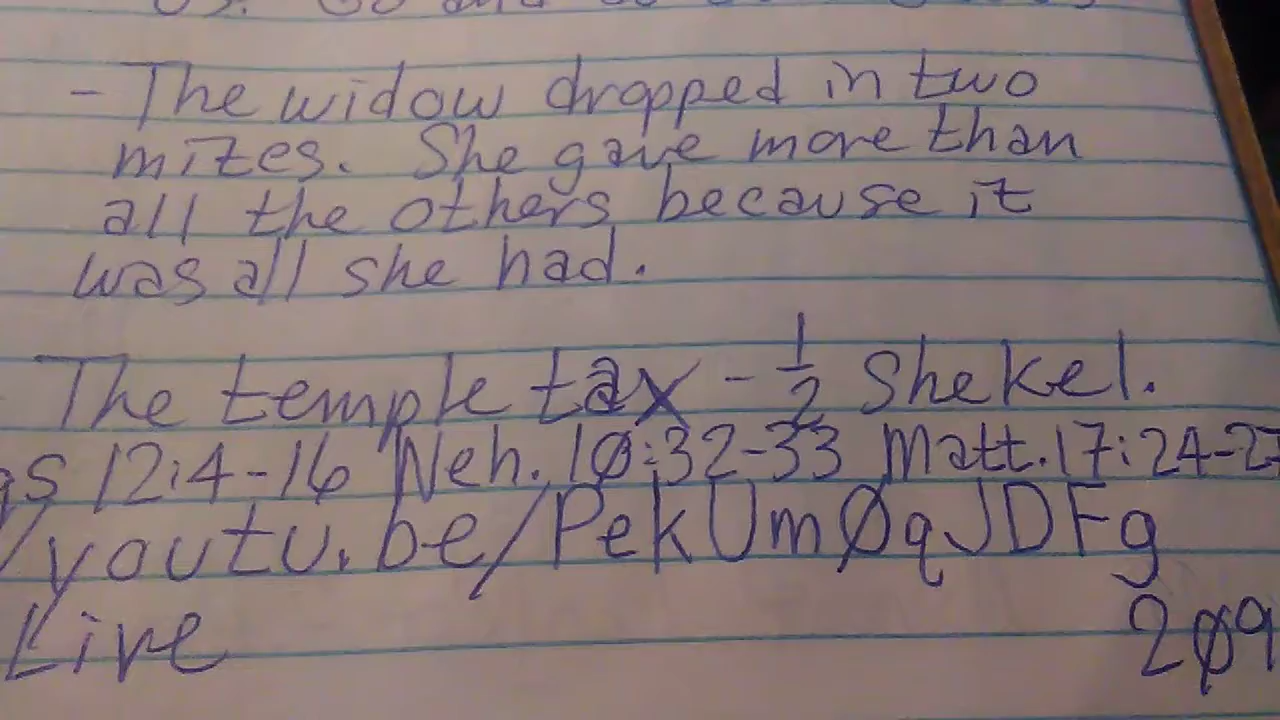 - The widow dropped in two
mites. She gave more than
all the others because it
was all she had.
The temple tax - 1/2 Shekel.
gs 12:4-16 Neh. 10:32-33 Matt. 17:24-27
/youtu.be/PekUm0qJDFg
Live
209